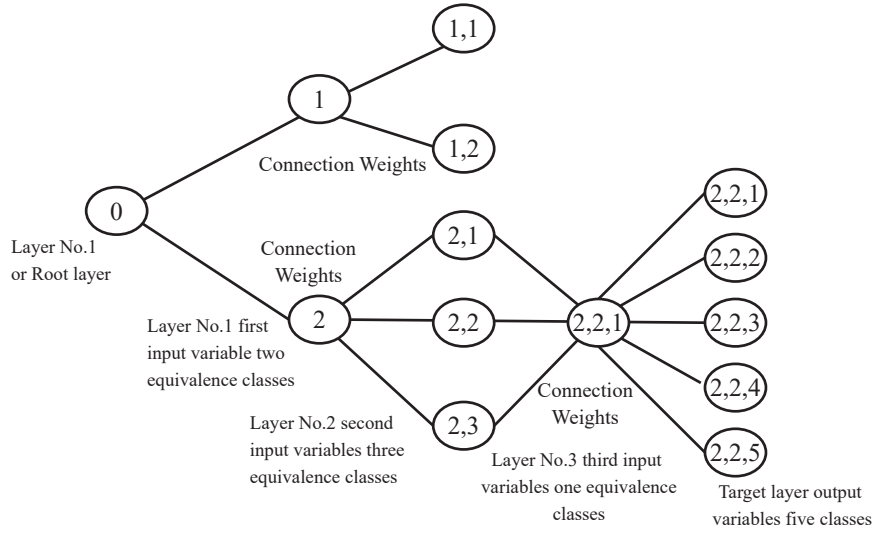 1,1
1
1,2
Connection Weights
0
Layer No.1
or Root layer
Connection
Weights
2,1
2
2,2
2,3
Layer No.1 first
input variable two
equivalence classes
Layer No.2 second
input variables three
equivalence classes
2,2,1
Connection
Weights
Layer No.3 third input
variables one equivalence
classes
2,2,1
2,2,2
2,2,3
2,2,4
2,2,5
Target layer output
variables five classes